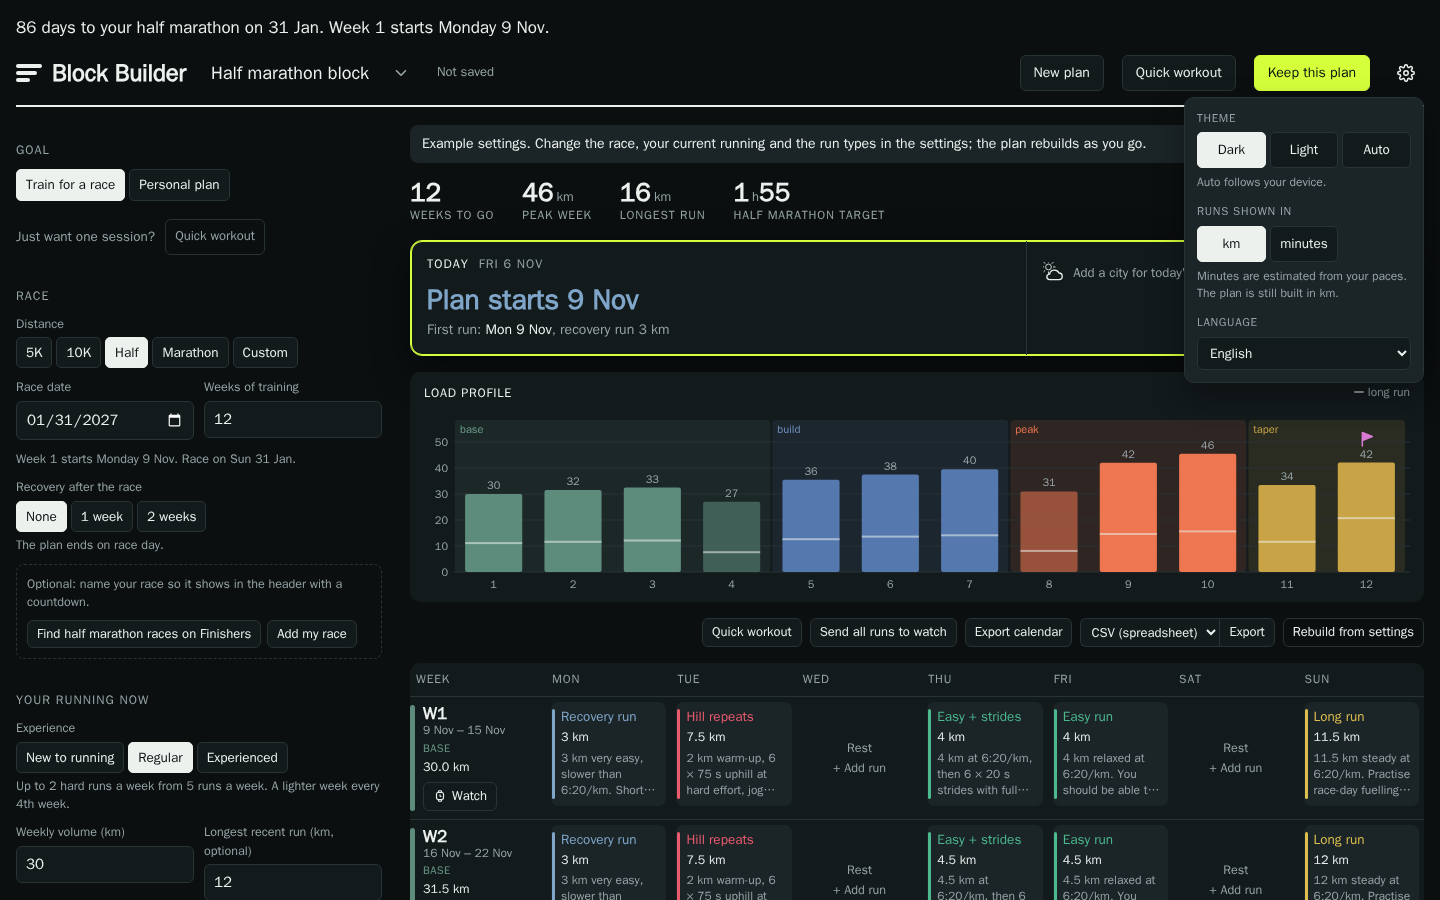 86 days to your half marathon on 31 Jan. Week 1 starts Monday 9 Nov.
Block Builder
Half marathon block
Not saved
New plan
Quick workout
Keep this plan
THEME
Dark
Light
Auto
Auto follows your device.
RUNS SHOWN IN
km
minutes
Minutes are estimated from your paces.
The plan is still built in km.
LANGUAGE
English
GOAL
Train for a race
Personal plan
Just want one session?
Quick workout
RACE
Distance
5K
10K
Half
Marathon
Custom
Race date
Weeks of training
01/31/2027
12
Week 1 starts Monday 9 Nov. Race on Sun 31 Jan.
Recovery after the race
None
1 week
2 weeks
The plan ends on race day.
Optional: name your race so it shows in the header with a
countdown.
Find half marathon races on Finishers
Add my race
YOUR RUNNING NOW
Experience
New to running
Regular
Experienced
Up to 2 hard runs a week from 5 runs a week. A lighter week every
4th week.
Weekly volume (km)
Longest recent run (km,
optional)
30
12
Example settings. Change the race, your current running and the run types in the settings; the plan rebuilds as you go.
12
WEEKS TO GO
46 km
PEAK WEEK
16 km
LONGEST RUN
1 h 55
HALF MARATHON TARGET
TODAY FRI 6 NOV
Plan starts 9 Nov
First run: Mon 9 Nov, recovery run 3 km
Add a city for today'
LOAD PROFILE
long run
base
build
peak
taper
50
40
30
20
10
0
30
32
33
27
36
38
40
31
42
46
34
42
1
2
3
4
5
6
7
8
9
10
11
12
Quick workout
Send all runs to watch
Export calendar
CSV (spreadsheet)
Export
Rebuild from settings
WEEK
MON
TUE
WED
THU
FRI
SAT
SUN
W1
9 Nov – 15 Nov
BASE
30.0 km
Watch
Recovery run
3 km
3 km very easy,
slower than
6:20/km. Short···
Hill repeats
7.5 km
2 km warm-up, 6
× 75 s uphill at
hard effort, jog···
Rest
+ Add run
Easy + strides
4 km
4 km at 6:20/km,
then 6 × 20 s
strides with full···
Easy run
4 km
4 km relaxed at
6:20/km. You
should be able t···
Rest
+ Add run
Long run
11.5 km
11.5 km steady at
6:20/km. Practise
race-day fuelling···
W2
16 Nov – 22 Nov
BASE
31.5 km
Recovery run
3 km
3 km very easy,
slower than
Hill repeats
7.5 km
2 km warm-up, 6
× 75 s uphill at
Rest
+ Add run
Easy + strides
4.5 km
4.5 km at
6:20/km, then 6
Easy run
4.5 km
4.5 km relaxed at
6:20/km. You
Rest
+ Add run
Long run
12 km
12 km steady at
6:20/km. Practise